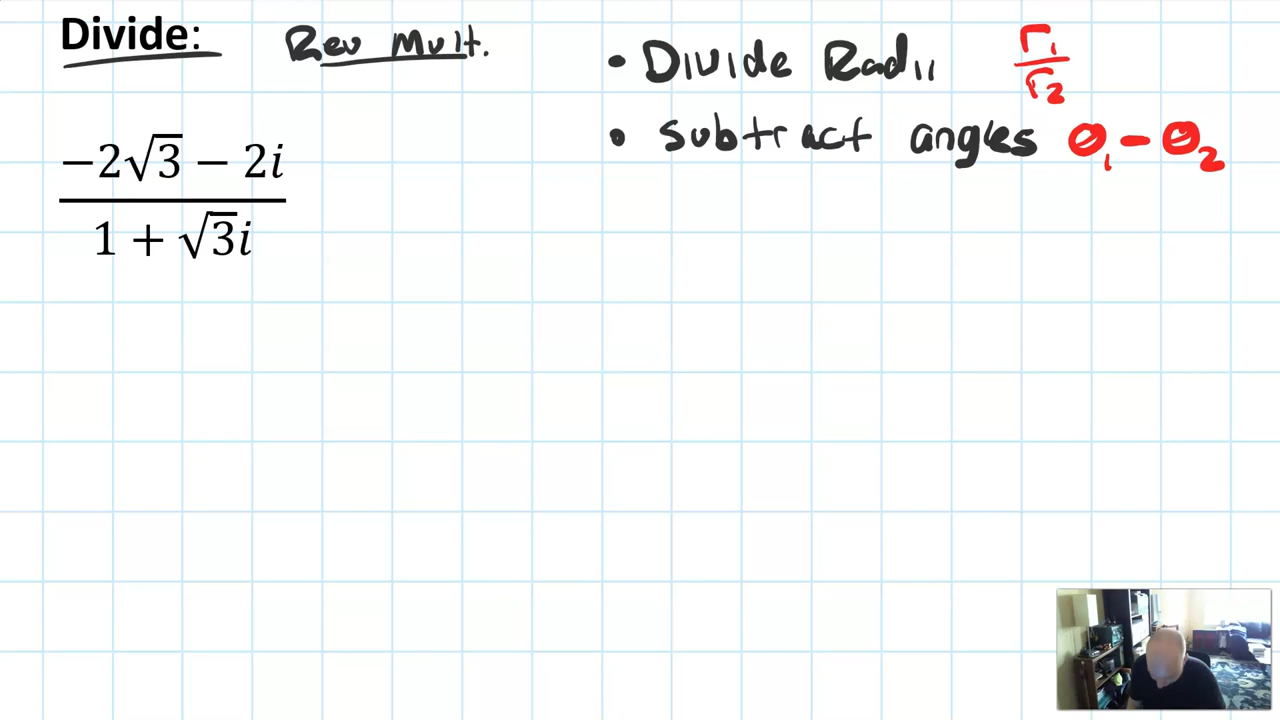 Divide: Rev Mult.
• Divide Radii r₁/r₂
• subtract angles θ₁ - θ₂
−2√3 − 2i
1 + √3i